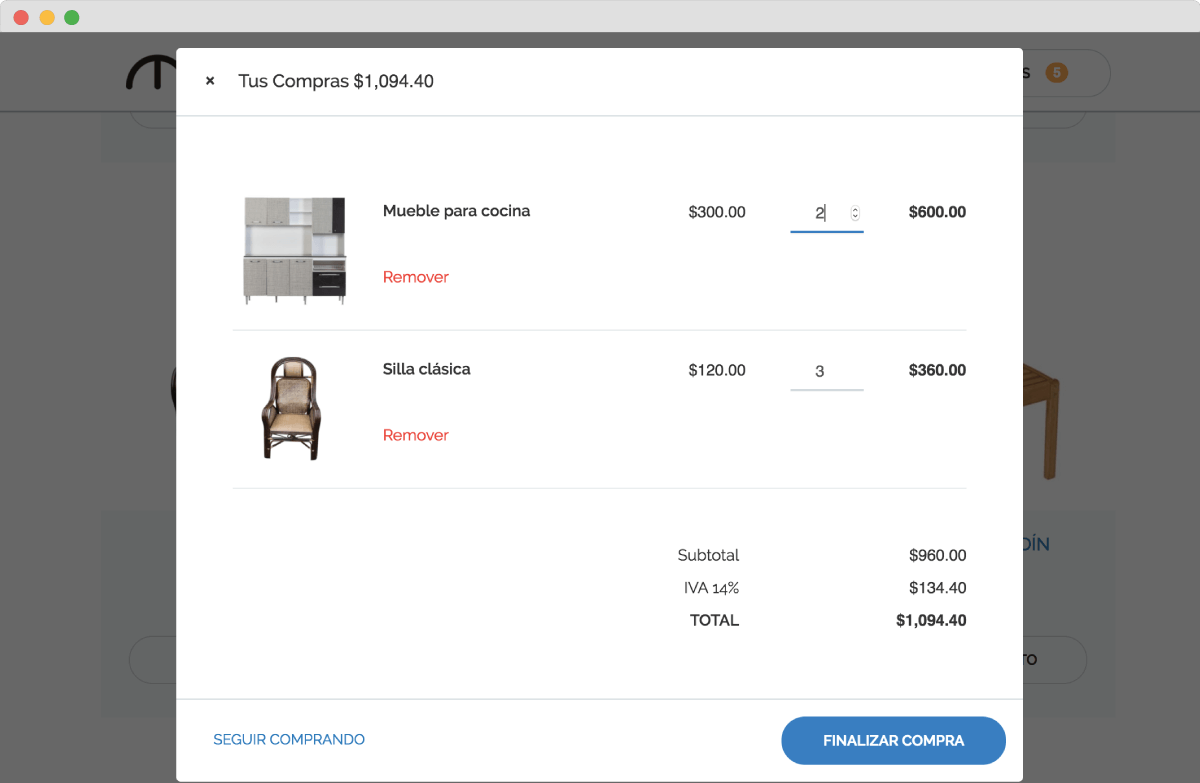 × Tus Compras $1,094.40
S 5
Mueble para cocina $300.00 2 $600.00
Remover
Silla clásica $120.00 3 $360.00
Remover
Subtotal $960.00
DÍN
IVA 14% $134.40
TOTAL $1,094.40
TO
SEGUIR COMPRANDO FINALIZAR COMPRA